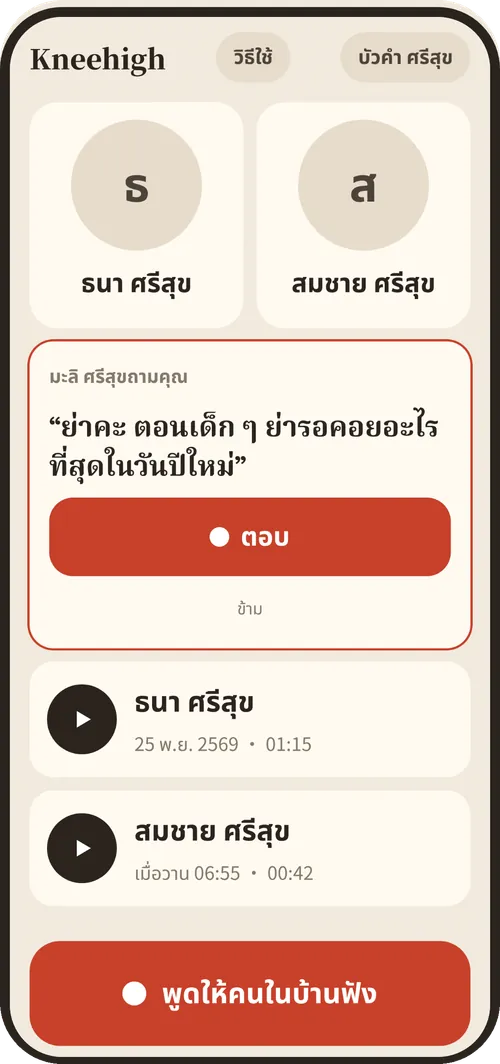 Kneehigh
วิธีใช้
บัวคำ ศรีสุข
ธ
ส
ธนา ศรีสุข
สมชาย ศรีสุข
มะลิ ศรีสุขถามคุณ
“ย่าคะ ตอนเด็ก ๆ ย่ารอคอยอะไร
ที่สุดในวันปีใหม่”
ตอบ
ข้าม
ธนา ศรีสุข
25 พ.ย. 2569 • 01:15
สมชาย ศรีสุข
เมื่อวาน 06:55 • 00:42
พูดให้คนในบ้านฟัง